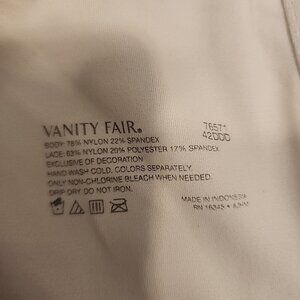 VANITY FAIR®
76571
42DDD
BODY: 78% NYLON 22% SPANDEX
LACE: 63% NYLON 20% POLYESTER 17% SPANDEX
EXCLUSIVE OF DECORATION
HAND WASH COLD, COLORS SEPARATELY.
ONLY NON-CHLORINE BLEACH WHEN NEEDED.
DRIP DRY. DO NOT IRON.
MADE IN INDONESIA
RN 16345 •